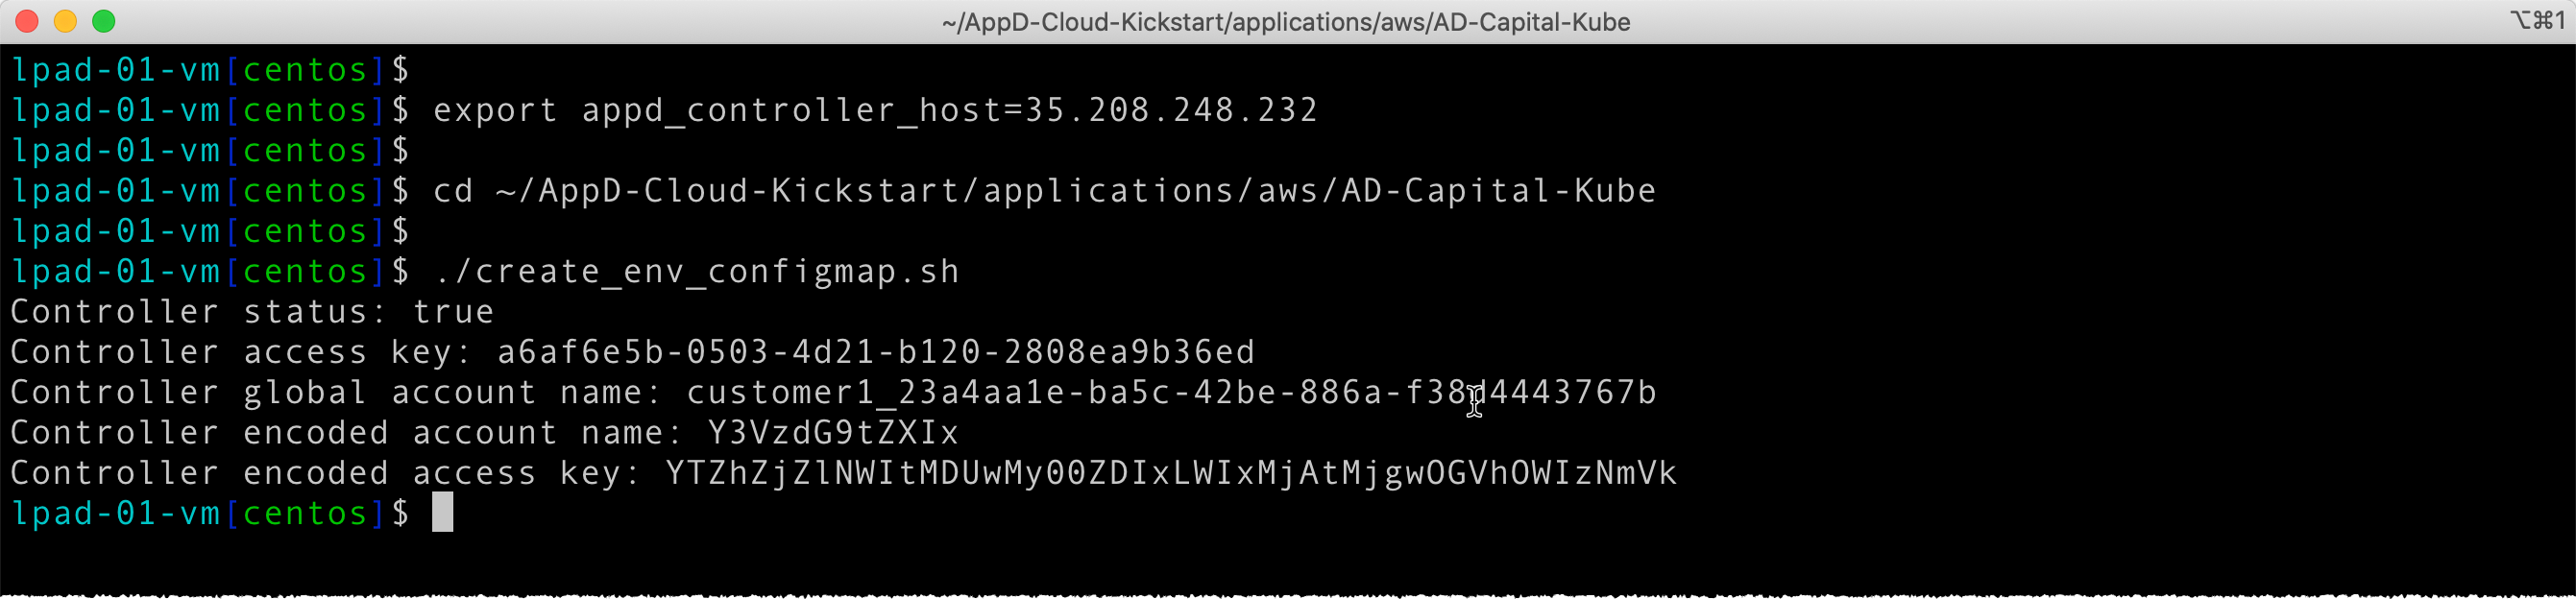 ~/AppD-Cloud-Kickstart/applications/aws/AD-Capital-Kube ⌥⌘1
lpad-01-vm[centos]$
lpad-01-vm[centos]$ export appd_controller_host=35.208.248.232
lpad-01-vm[centos]$
lpad-01-vm[centos]$ cd ~/AppD-Cloud-Kickstart/applications/aws/AD-Capital-Kube
lpad-01-vm[centos]$
lpad-01-vm[centos]$ ./create_env_configmap.sh
Controller status: true
Controller access key: a6af6e5b-0503-4d21-b120-2808ea9b36ed
Controller global account name: customer1_23a4aa1e-ba5c-42be-886a-f38d4443767b
Controller encoded account name: Y3VzdG9tZXIx
Controller encoded access key: YTZhZjZlNWItMDUwMy00ZDIxLWIxMjAtMjgwOGVhOWIzNmVk
lpad-01-vm[centos]$